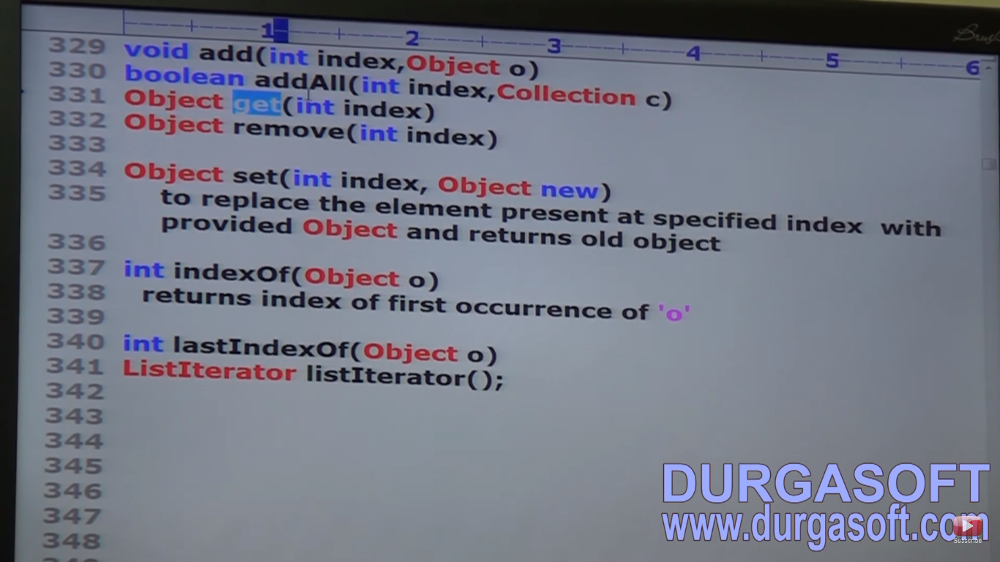 1 2 3 4 5 6
329 void add(int index,Object o)
330 boolean addAll(int index,Collection c)
331 Object get(int index)
332 Object remove(int index)
333
334 Object set(int index, Object new)
335 to replace the element present at specified index with
provided Object and returns old object
336
337 int indexOf(Object o)
338 returns index of first occurrence of 'o'
339
340 int lastIndexOf(Object o)
341 ListIterator listIterator();
342
343
344
345
346
347
348
DURGASOFT
www.durgasoft.com
Subscribe